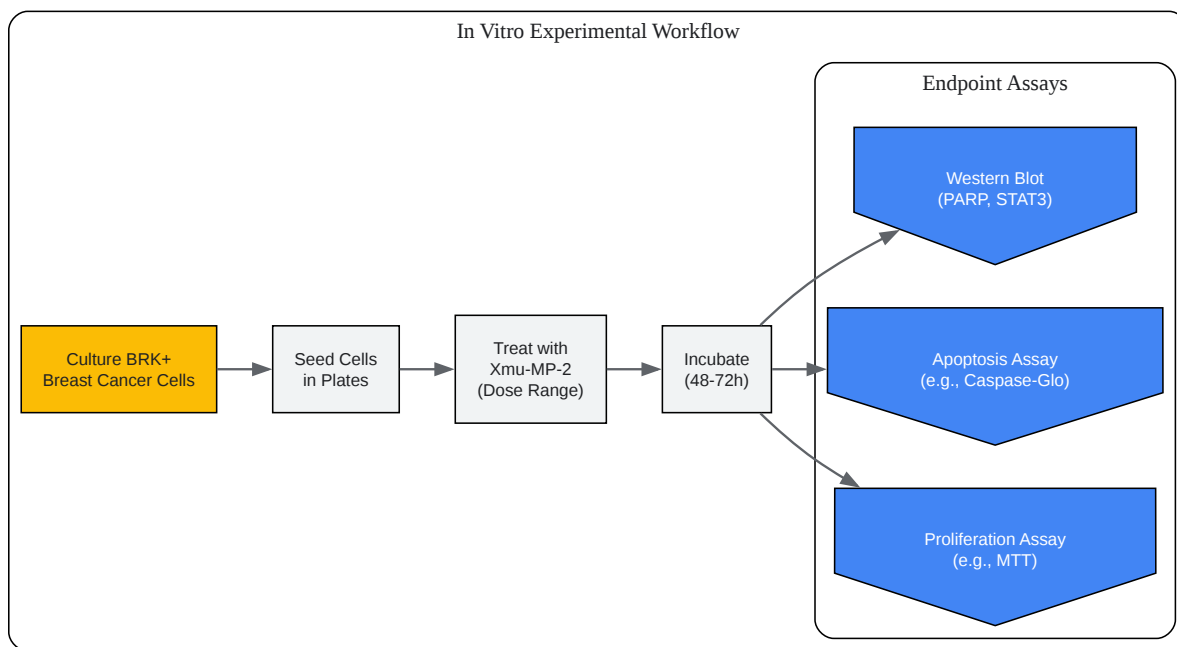 In Vitro Experimental Workflow
Endpoint Assays
Western Blot
(PARP, STAT3)
Culture BRK+
Breast Cancer Cells
Seed Cells
in Plates
Treat with
Xmu-MP-2
(Dose Range)
Incubate
(48-72h)
Apoptosis Assay
(e.g., Caspase-Glo)
Proliferation Assay
(e.g., MTT)